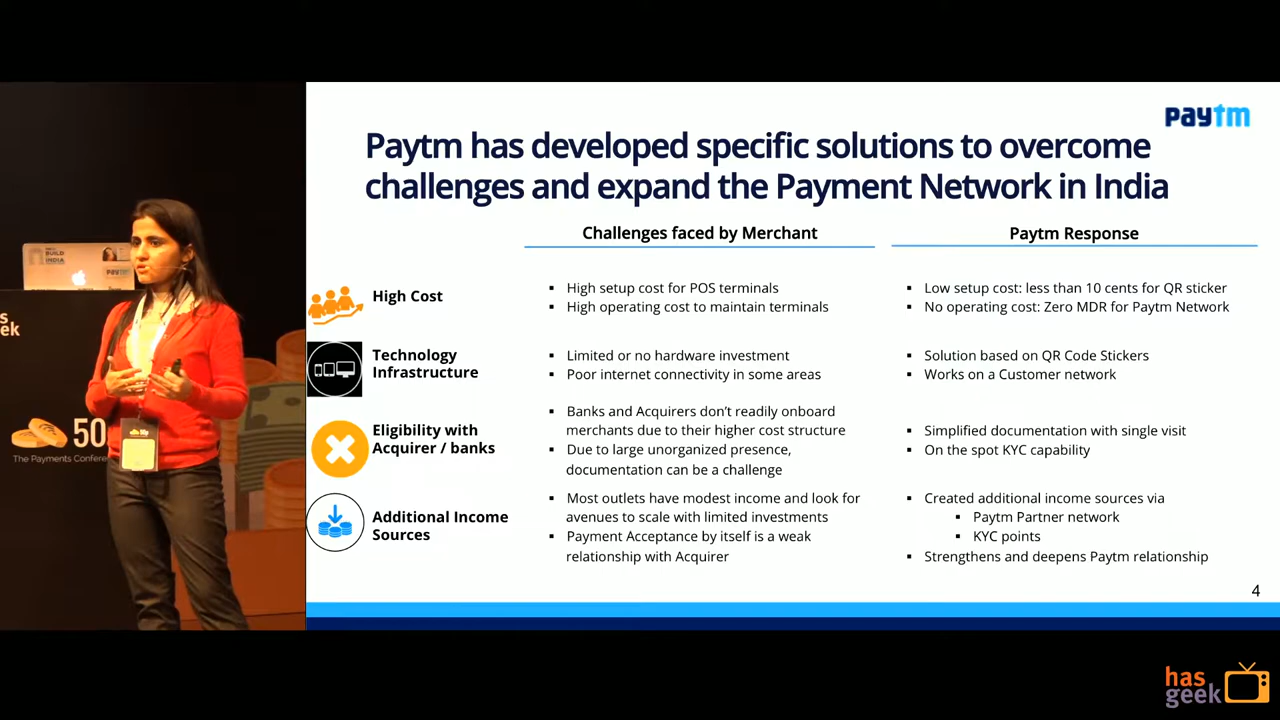 paytm
Paytm has developed specific solutions to overcome
challenges and expand the Payment Network in India
Challenges faced by Merchant
Paytm Response
High Cost
▪ High setup cost for POS terminals
▪ High operating cost to maintain terminals
▪ Low setup cost: less than 10 cents for QR sticker
▪ No operating cost: Zero MDR for Paytm Network
Technology
Infrastructure
▪ Limited or no hardware investment
▪ Poor internet connectivity in some areas
▪ Solution based on QR Code Stickers
▪ Works on a Customer network
Eligibility with
Acquirer / banks
▪ Banks and Acquirers don't readily onboard
merchants due to their higher cost structure
▪ Due to large unorganized presence,
documentation can be a challenge
▪ Simplified documentation with single visit
▪ On the spot KYC capability
Additional Income
Sources
▪ Most outlets have modest income and look for
avenues to scale with limited investments
▪ Payment Acceptance by itself is a weak
relationship with Acquirer
▪ Created additional income sources via
▪ Paytm Partner network
▪ KYC points
▪ Strengthens and deepens Paytm relationship
4
BUILD
INDIA
paytm
s
ek
50
The Payments Confere
has
geek